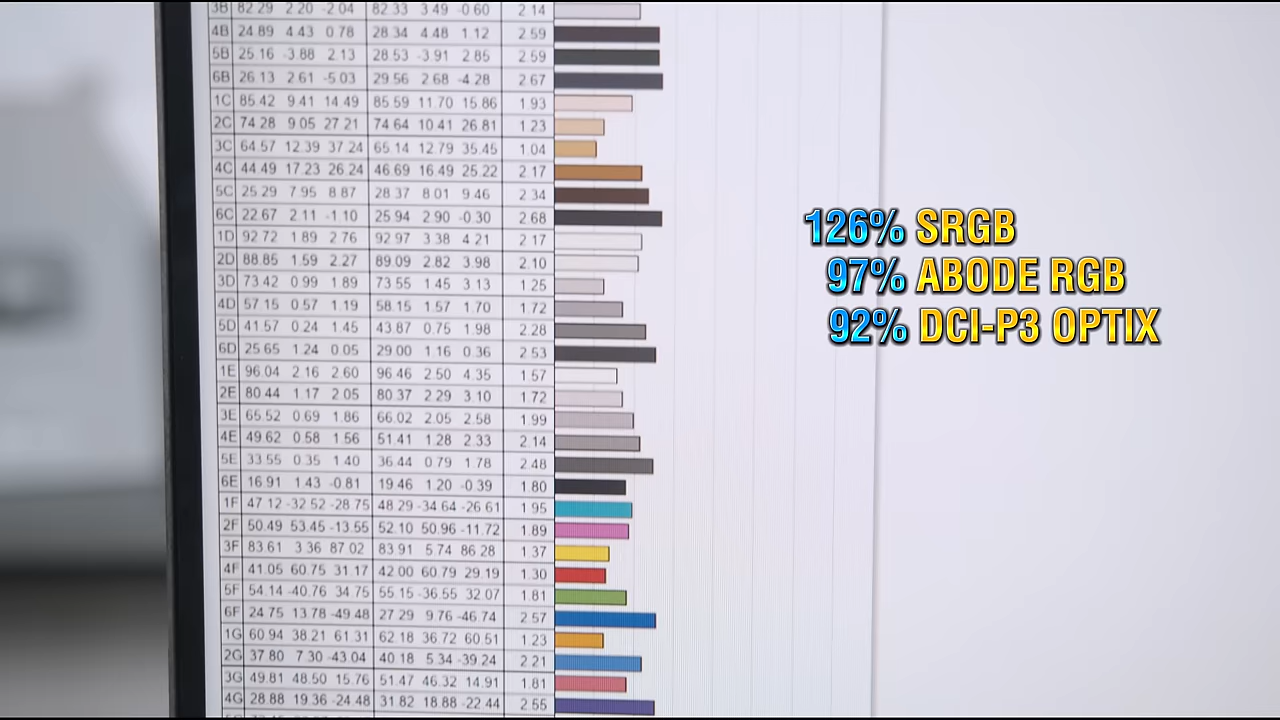 3B 82.29 2.20 -2.04 82.33 3.49 -0.60 2.14
4B 24.89 4.43 0.78 28.34 4.48 1.12 2.59
5B 25.16 -3.88 2.13 28.53 -3.91 2.85 2.59
6B 26.13 2.61 -5.03 29.56 2.68 -4.28 2.67
1C 85.42 9.41 14.49 85.59 11.70 15.86 1.93
2C 74.28 9.05 27.21 74.64 10.41 26.81 1.23
3C 64.57 12.39 37.24 65.14 12.79 35.45 1.04
4C 44.49 17.23 26.24 46.69 16.49 25.22 2.17
5C 25.29 7.95 8.87 28.37 8.01 9.46 2.34
6C 22.67 2.11 -1.10 25.94 2.90 -0.30 2.68
1D 92.72 1.89 2.76 92.97 3.38 4.21 2.17
2D 88.85 1.59 2.27 89.09 2.82 3.98 2.10
3D 73.42 0.99 1.89 73.55 1.45 3.13 1.25
4D 57.15 0.57 1.19 58.15 1.57 1.70 1.72
5D 41.57 0.24 1.45 43.87 0.75 1.98 2.28
6D 25.65 1.24 0.05 29.00 1.16 0.36 2.53
1E 96.04 2.16 2.60 96.46 2.50 4.35 1.57
2E 80.44 1.17 2.05 80.37 2.29 3.10 1.72
3E 65.52 0.69 1.86 66.02 2.05 2.58 1.99
4E 49.62 0.58 1.56 51.41 1.28 2.33 2.14
5E 33.55 0.35 1.40 36.44 0.79 1.78 2.48
6E 16.91 1.43 -0.81 19.46 1.20 -0.39 1.80
1F 47.12 -32.52 -28.75 48.29 -34.64 -26.61 1.95
2F 50.49 53.45 -13.55 52.10 50.96 -11.72 1.89
3F 83.61 3.36 87.02 83.91 5.74 86.28 1.37
4F 41.05 60.75 31.17 42.00 60.79 29.19 1.30
5F 54.14 -40.76 34.75 55.15 -36.55 32.07 1.81
6F 24.75 13.78 -49.48 27.29 9.76 -46.74 2.57
1G 60.94 38.21 61.31 62.18 36.72 60.51 1.23
2G 37.80 7.30 -43.04 40.18 5.34 -39.24 2.21
3G 49.81 48.50 15.76 51.47 46.32 14.91 1.81
4G 28.88 19.36 -24.48 31.82 18.88 -22.44 2.55
126% SRGB
97% ABODE RGB
92% DCI-P3 OPTIX